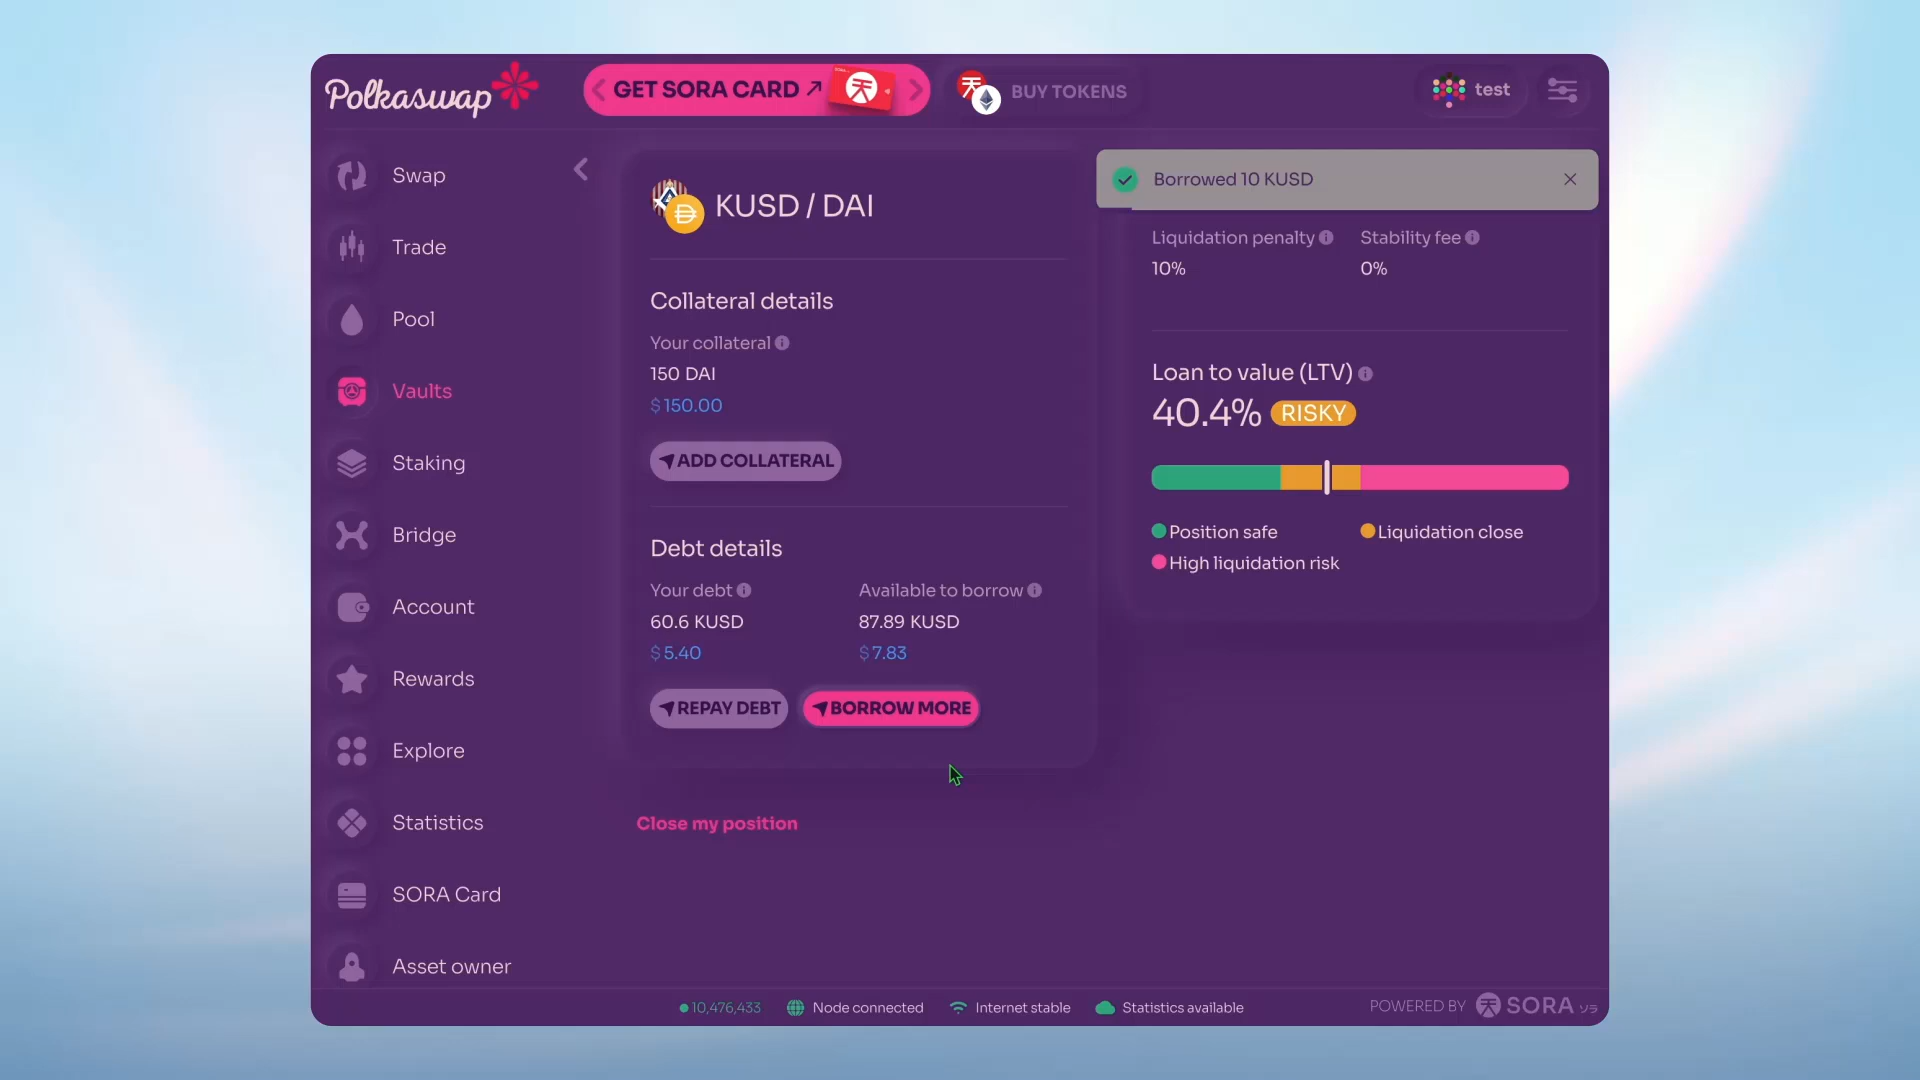 Polkaswap
GET SORA CARD ↗
BUY TOKENS
test
Swap
Trade
Pool
Vaults
Staking
Bridge
Account
Rewards
Explore
Statistics
SORA Card
Asset owner
KUSD / DAI
Collateral details
Your collateral
150 DAI
$150.00
ADD COLLATERAL
Debt details
Your debt
60.6 KUSD
$5.40
Available to borrow
87.89 KUSD
$7.83
REPAY DEBT
BORROW MORE
Close my position
Borrowed 10 KUSD
Liquidation penalty
10%
Stability fee
0%
Loan to value (LTV)
40.4% RISKY
Position safe
Liquidation close
High liquidation risk
10,476,433
Node connected
Internet stable
Statistics available
POWERED BY 天 SORA ソラ